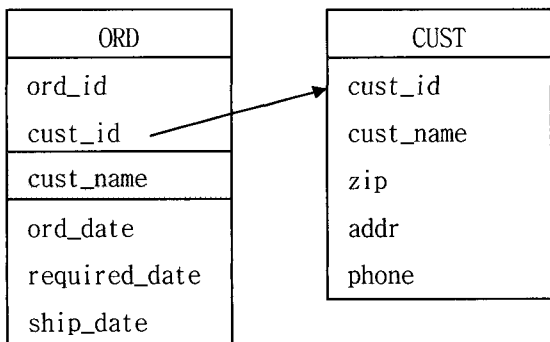 ORD
ord_id
cust_id
cust_name
ord_date
required_date
ship_date
CUST
cust_id
cust_name
zip
addr
phone